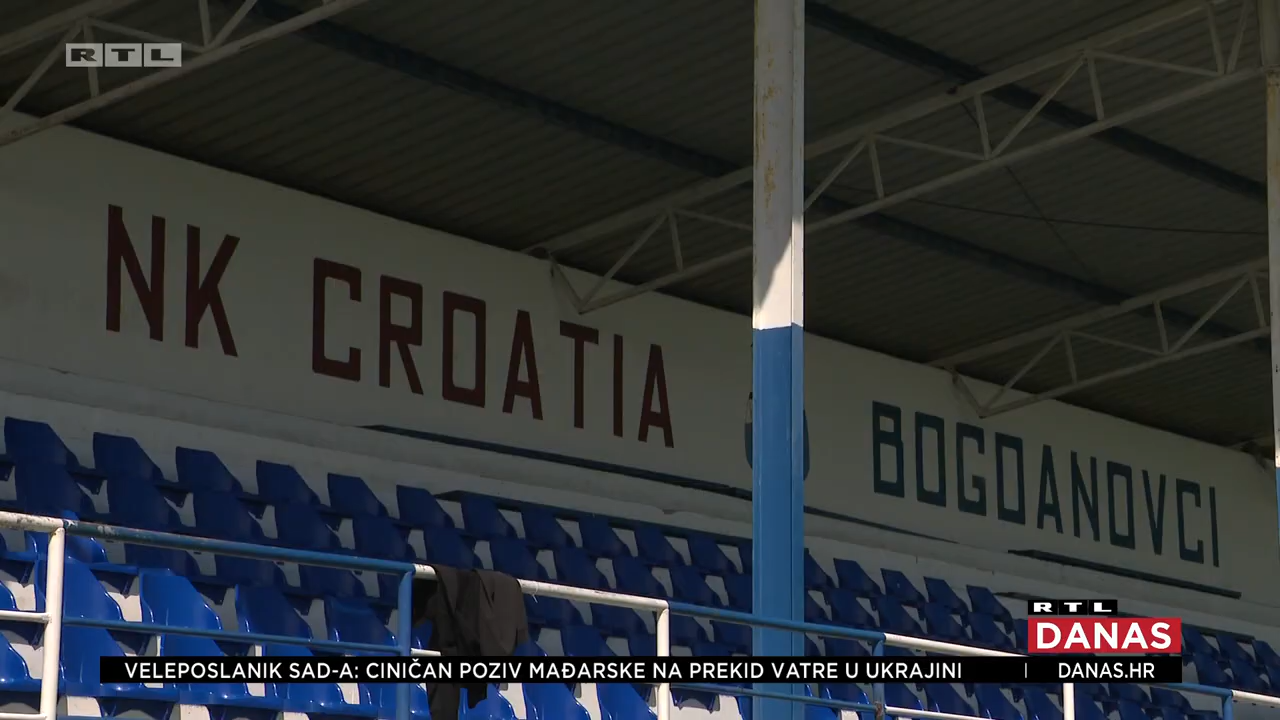 RTL
NK CROATIA BOGDANOVCI
RTL
DANAS
VELEPOSLANIK SAD-A: CINIČAN POZIV MAĐARSKE NA PREKID VATRE U UKRAJINI | DANAS.HR